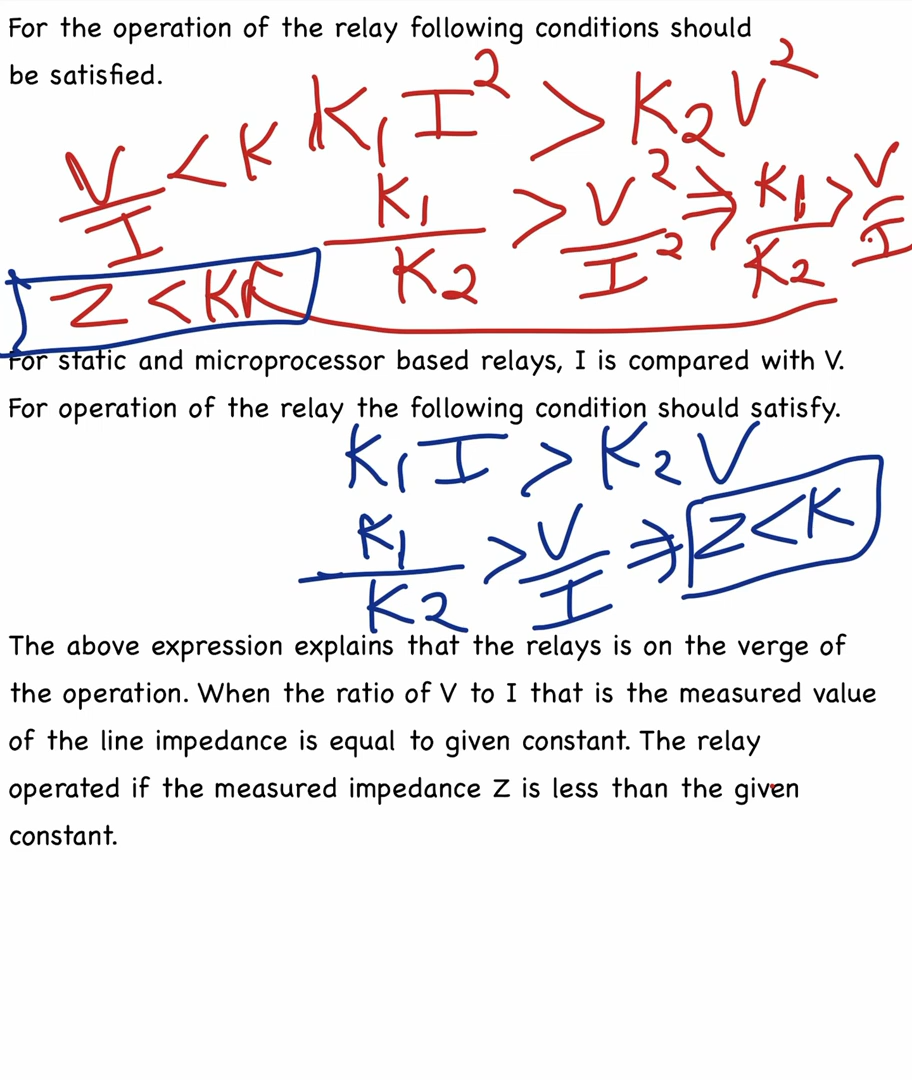 For the operation of the relay following conditions should
be satisfied.
K₁I² > K₂V²
V/I < K
K₁/K₂ > V²/I² ⇒ K₁/K₂ > V/I
Z < K
For static and microprocessor based relays, I is compared with V.
For operation of the relay the following condition should satisfy.
K₁I > K₂V
K₁/K₂ > V/I ⇒ Z < K
The above expression explains that the relays is on the verge of
the operation. When the ratio of V to I that is the measured value
of the line impedance is equal to given constant. The relay
operated if the measured impedance Z is less than the given
constant.